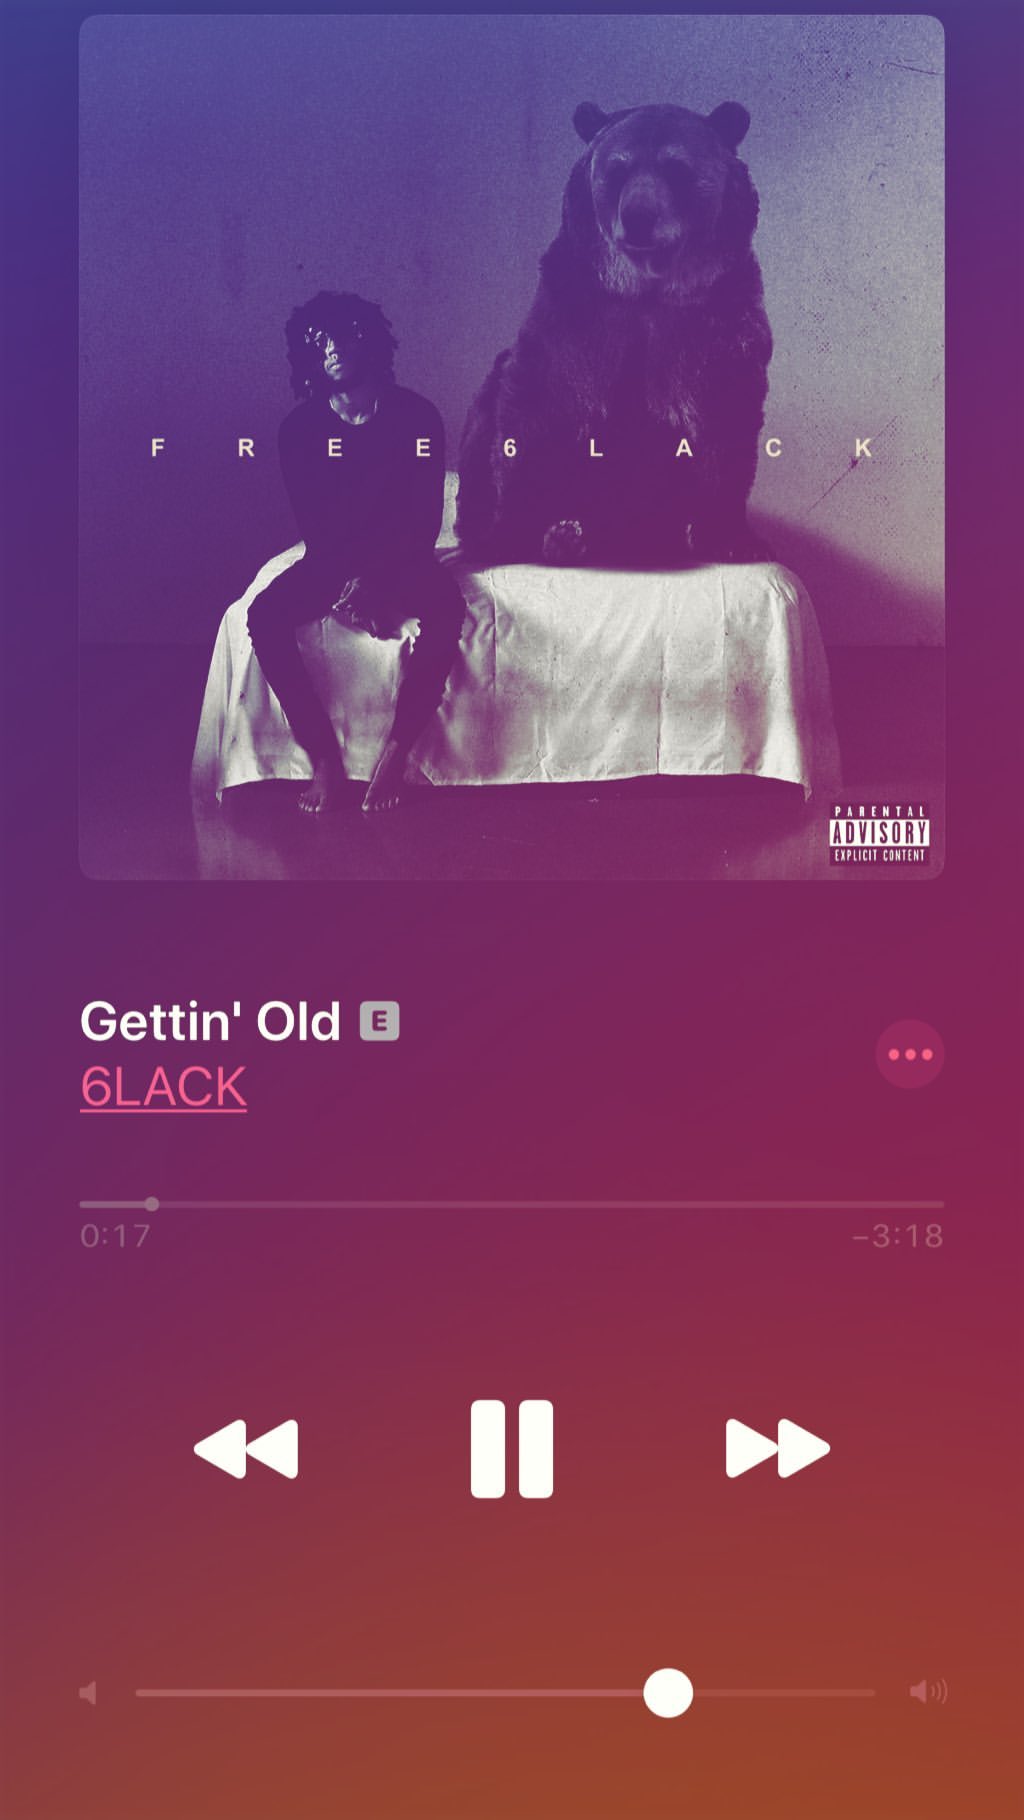 F R E E 6 L A C K
PARENTAL
ADVISORY
EXPLICIT CONTENT
Gettin' Old E
6LACK
0:17 −3:18